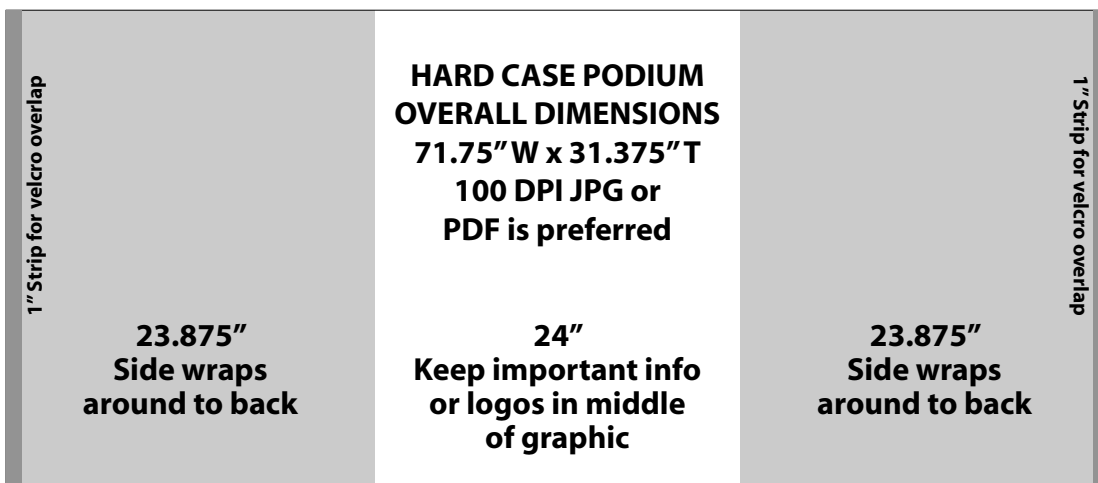 1” Strip for velcro overlap
HARD CASE PODIUM
OVERALL DIMENSIONS
71.75” W x 31.375” T
100 DPI JPG or
PDF is preferred
1” Strip for velcro overlap
23.875”
Side wraps
around to back
24”
Keep important info
or logos in middle
of graphic
23.875”
Side wraps
around to back